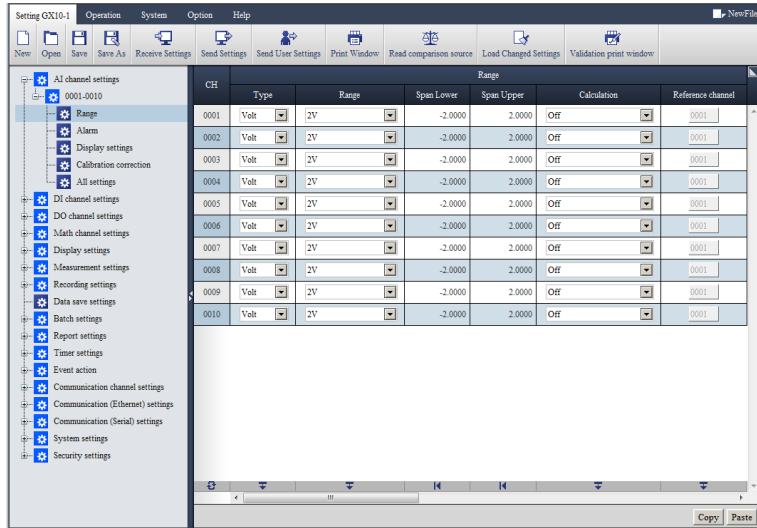 Setting GX10-1 Operation System Option Help NewFile
New Open Save Save As Receive Settings Send Settings Send User Settings Print Window Read comparison source Load Changed Settings Validation print window
AI channel settings
0001-0010
Range
Alarm
Display settings
Calibration correction
All settings
DI channel settings
DO channel settings
Math channel settings
Display settings
Measurement settings
Recording settings
Data save settings
Batch settings
Report settings
Timer settings
Event action
Communication channel settings
Communication (Ethernet) settings
Communication (Serial) settings
System settings
Security settings
CH Range
Type Range Span Lower Span Upper Calculation Reference channel
0001 Volt 2V -2.0000 2.0000 Off 0001
0002 Volt 2V -2.0000 2.0000 Off 0001
0003 Volt 2V -2.0000 2.0000 Off 0001
0004 Volt 2V -2.0000 2.0000 Off 0001
0005 Volt 2V -2.0000 2.0000 Off 0001
0006 Volt 2V -2.0000 2.0000 Off 0001
0007 Volt 2V -2.0000 2.0000 Off 0001
0008 Volt 2V -2.0000 2.0000 Off 0001
0009 Volt 2V -2.0000 2.0000 Off 0001
0010 Volt 2V -2.0000 2.0000 Off 0001
Copy Paste